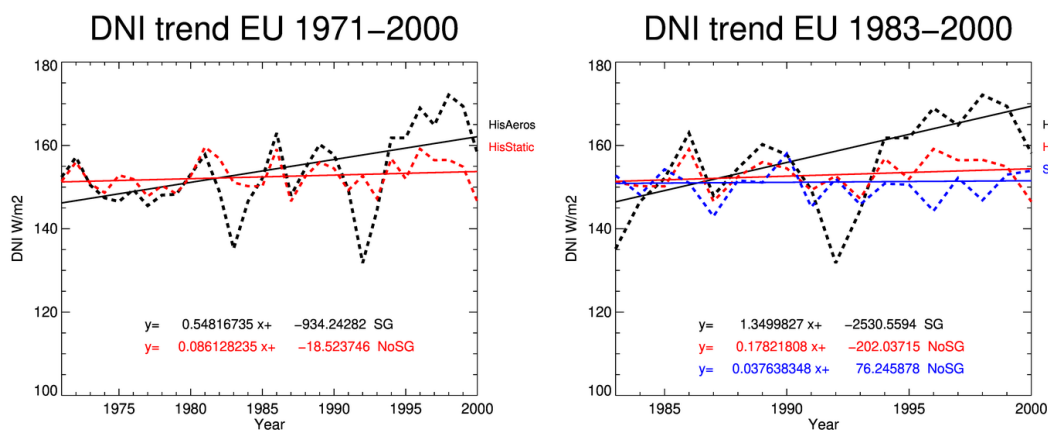 DNI trend EU 1971−2000
180
160
140
120
100
DNI W/m2
1975
1980
1985
1990
1995
2000
Year
HisAeros
HisStatic
y= 0.54816735 x+ −934.24282 SG
y= 0.086128235 x+ −18.523746 NoSG
DNI trend EU 1983−2000
180
160
140
120
100
DNI W/m2
1985
1990
1995
2000
Year
H
H
S
y= 1.3499827 x+ −2530.5594 SG
y= 0.17821808 x+ −202.03715 NoSG
y= 0.037638348 x+ 76.245878 NoSG